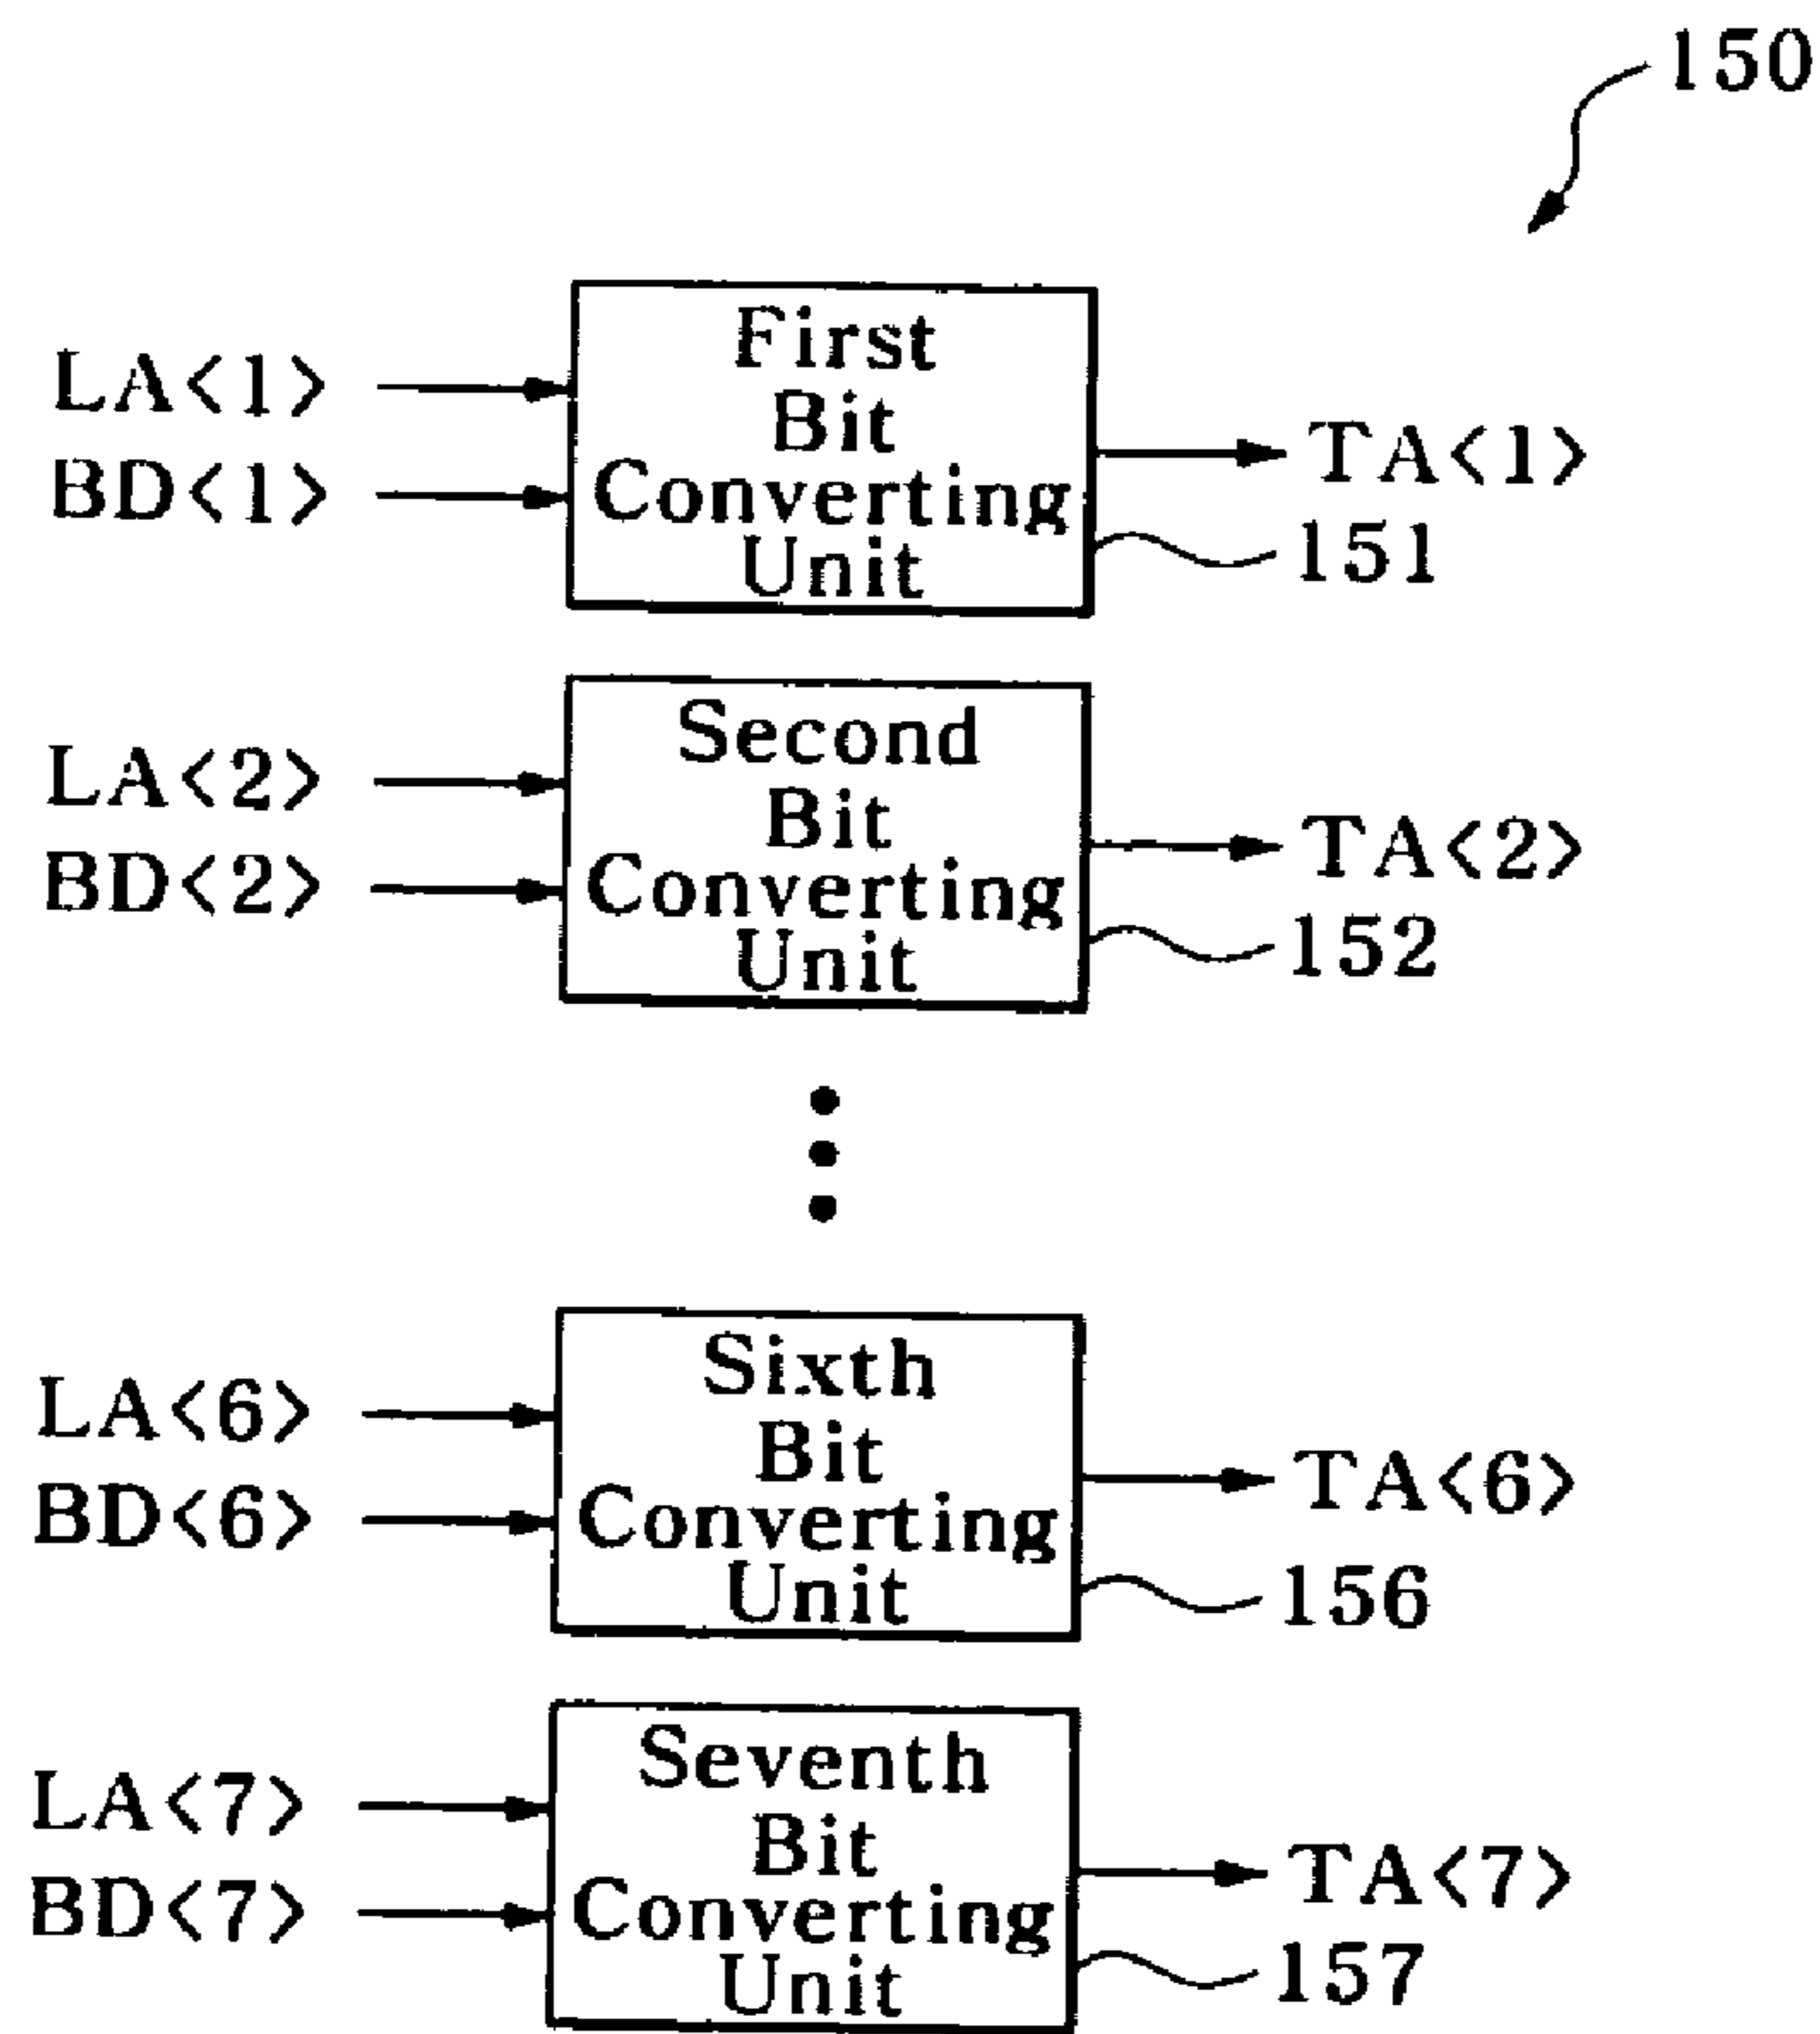 150
First
Bit
Converting
Unit
LA<1>
BD<1>
TA<1>
151
Second
Bit
Converting
Unit
LA<2>
BD<2>
TA<2>
152
Sixth
Bit
Converting
Unit
LA<6>
BD<6>
TA<6>
156
Seventh
Bit
Converting
Unit
LA<7>
BD<7>
TA<7>
157